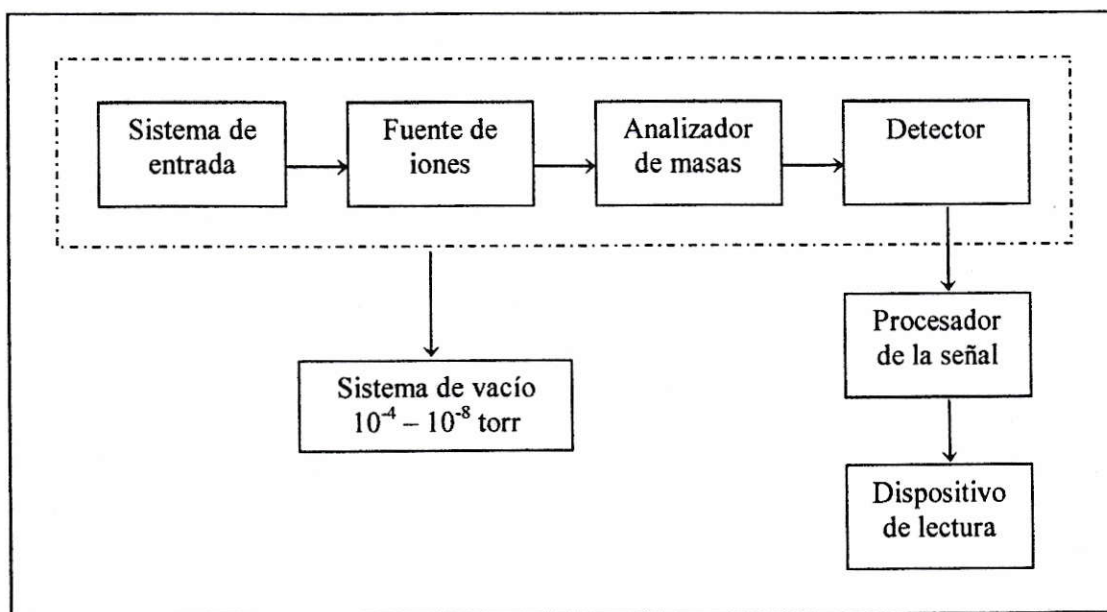 Sistema de
entrada
Fuente de
iones
Analizador
de masas
Detector
Procesador
de la señal
Sistema de vacío
10⁻⁴ – 10⁻⁸ torr
Dispositivo
de lectura